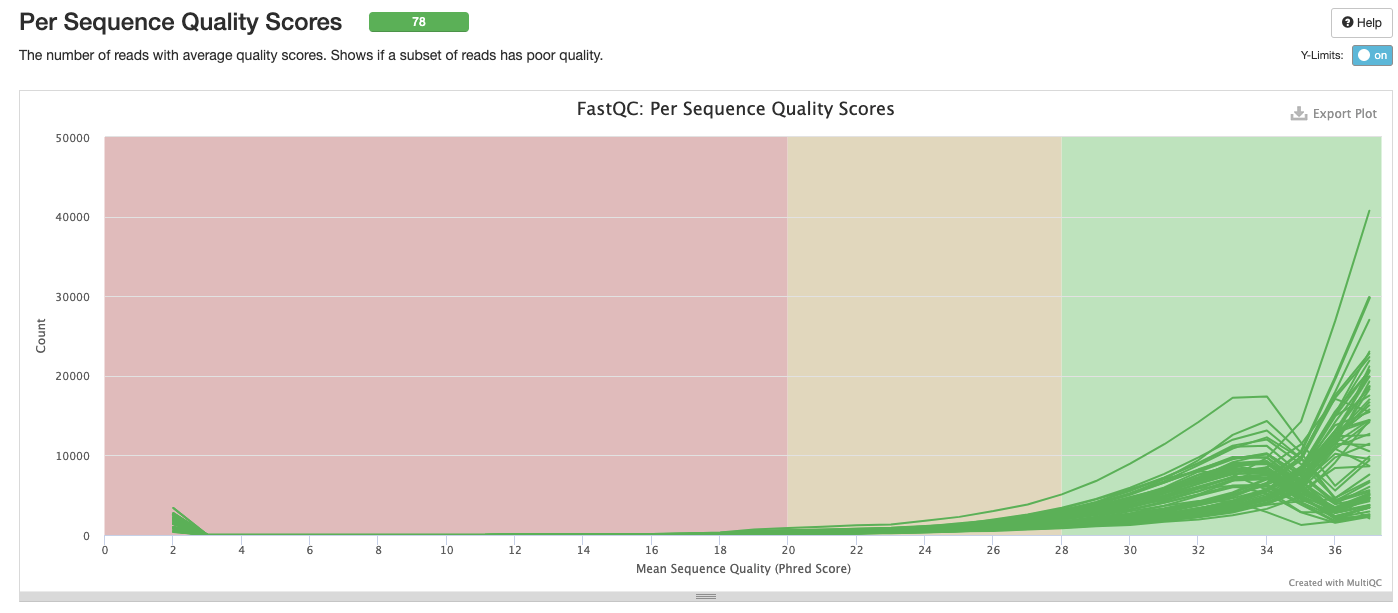 Per Sequence Quality Scores 78
Help
The number of reads with average quality scores. Shows if a subset of reads has poor quality.
Y-Limits: on
FastQC: Per Sequence Quality Scores
Export Plot
50000
40000
30000
20000
10000
0
Count
0 2 4 6 8 10 12 14 16 18 20 22 24 26 28 30 32 34 36
Mean Sequence Quality (Phred Score)
Created with MultiQC